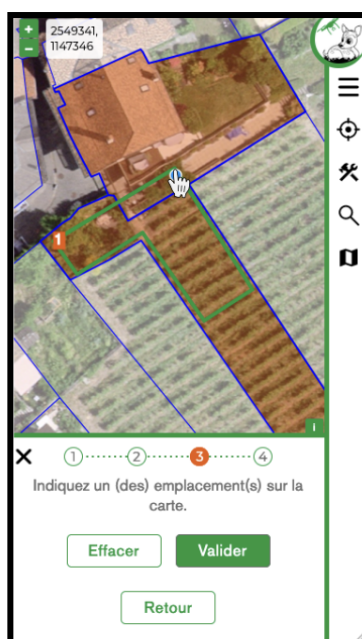 +
−
2549341,
1147346
1
i
1 2 3 4
Indiquez un (des) emplacement(s) sur la
carte.
Effacer
Valider
Retour